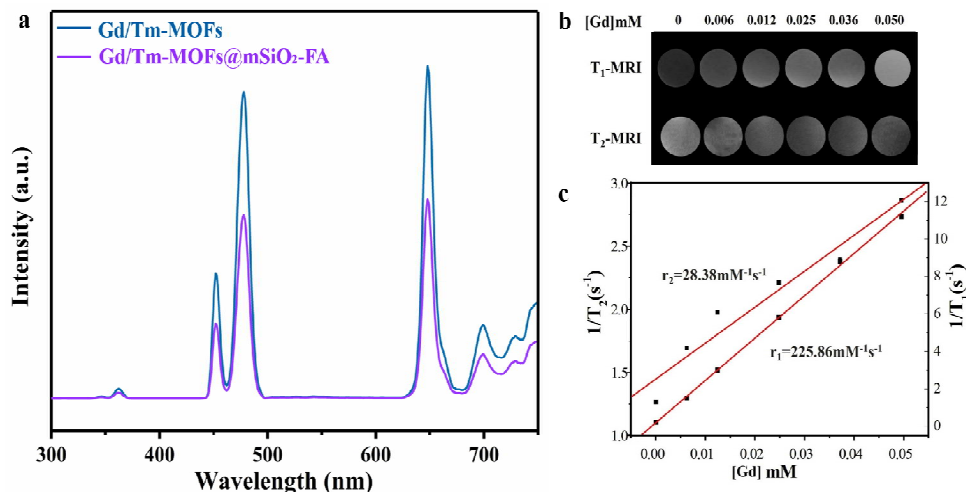 a
Gd/Tm-MOFs
Gd/Tm-MOFs@mSiO₂-FA
Intensity (a.u.)
300 400 500 600 700
Wavelength (nm)
b
[Gd]mM 0 0.006 0.012 0.025 0.036 0.050
T₁-MRI
T₂-MRI
c
1/T₂(s⁻¹)
3.0
2.5
2.0
1.5
1.0
r₂=28.38mM⁻¹s⁻¹
r₁=225.86mM⁻¹s⁻¹
12
10
8
6
4
2
0
1/T₁(s⁻¹)
0.00 0.01 0.02 0.03 0.04 0.05
[Gd] mM